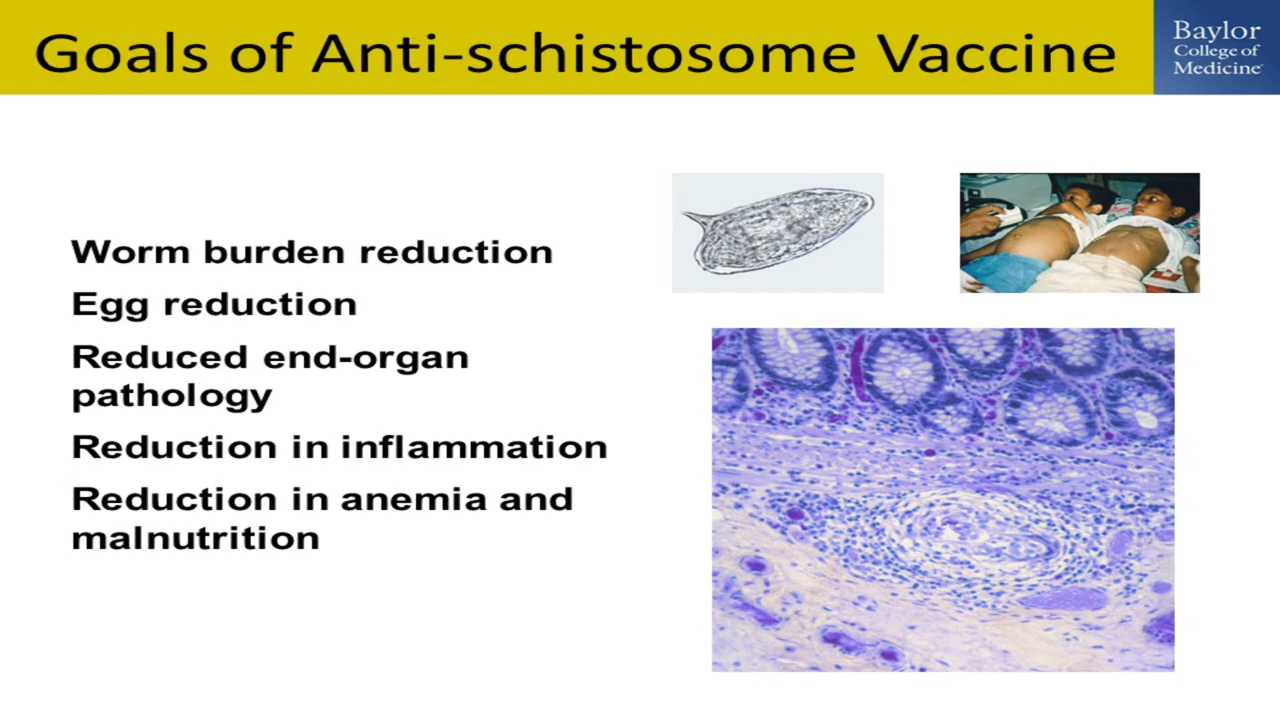 Goals of Anti-schistosome Vaccine
Baylor
College of
Medicine
Worm burden reduction
Egg reduction
Reduced end-organ
pathology
Reduction in inflammation
Reduction in anemia and
malnutrition